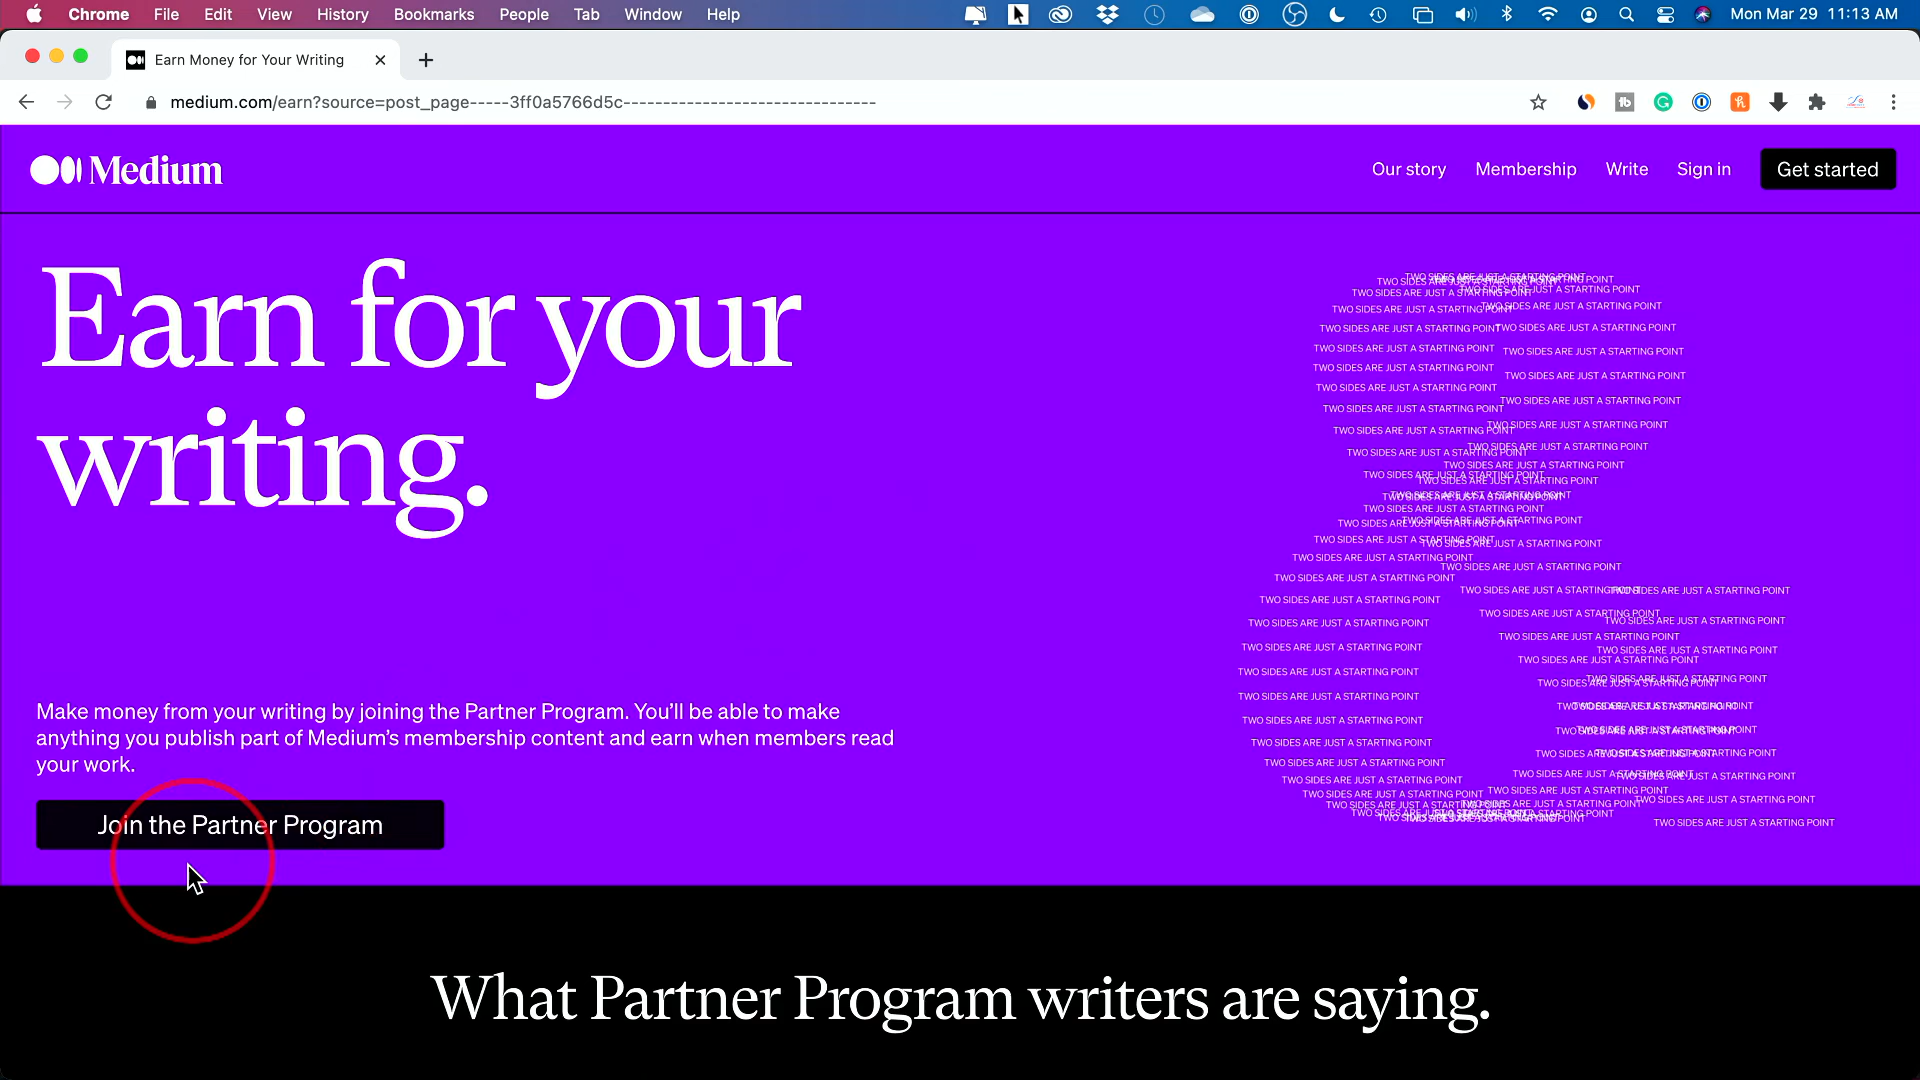 Chrome File Edit View History Bookmarks People Tab Window Help Mon Mar 29 11:13 AM
Earn Money for Your Writing
medium.com/earn?source=post_page-----3ff0a5766d5c--------------------------------
Medium
Our story Membership Write Sign in Get started
Earn for your
writing.
Make money from your writing by joining the Partner Program. You’ll be able to make
anything you publish part of Medium’s membership content and earn when members read
your work.
Join the Partner Program
TWO SIDES ARE JUST A STARTING POINT
What Partner Program writers are saying.